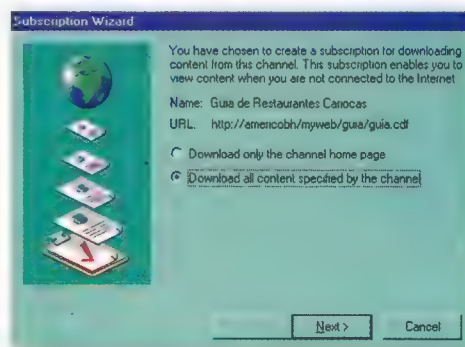 Subscription Wizard
You have chosen to create a subscription for downloading
content from this channel. This subscription enables you to
view content when you are not connected to the Internet
Name: Guia de Restaurantes Cariocas
URL: http://americobh/myweb/guia/guia.cdf
Download only the channel home page
Download all content specified by the channel
Next >
Cancel